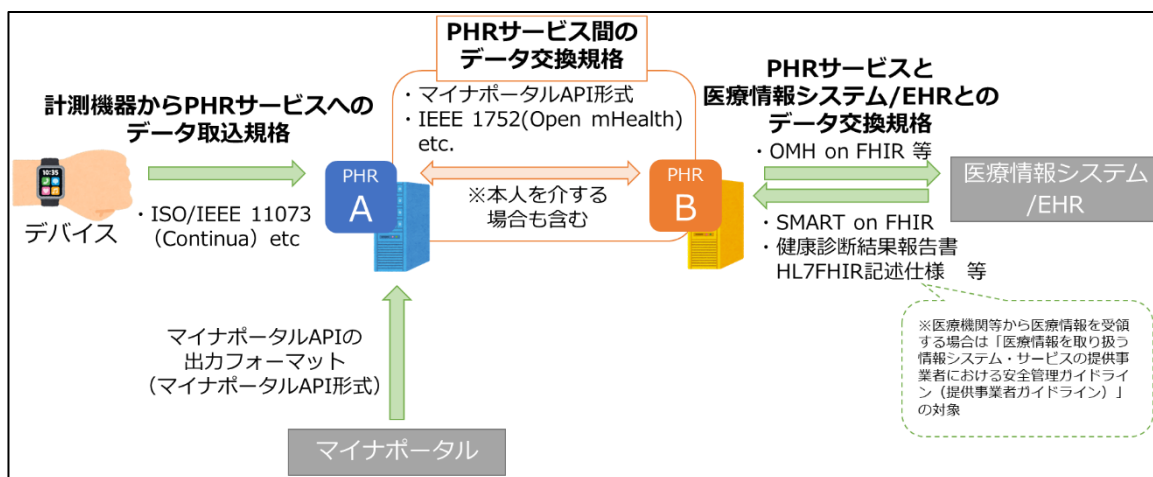 計測機器からPHRサービスへの
データ取込規格
10:35
デバイス
・ISO/IEEE 11073
（Continua）etc
PHRサービス間の
データ交換規格
・マイナポータルAPI形式
・IEEE 1752(Open mHealth)
etc.
PHR
A
※本人を介する
場合も含む
PHR
B
PHRサービスと
医療情報システム/EHRとの
データ交換規格
・OMH on FHIR 等
医療情報システム
/EHR
・SMART on FHIR
・健康診断結果報告書
HL7FHIR記述仕様　等
※医療機関等から医療情報を受領
する場合は「医療情報を取り扱う
情報システム・サービスの提供事
業者における安全管理ガイドライ
ン（提供事業者ガイドライン）」
の対象
マイナポータルAPIの
出力フォーマット
（マイナポータルAPI形式）
マイナポータル